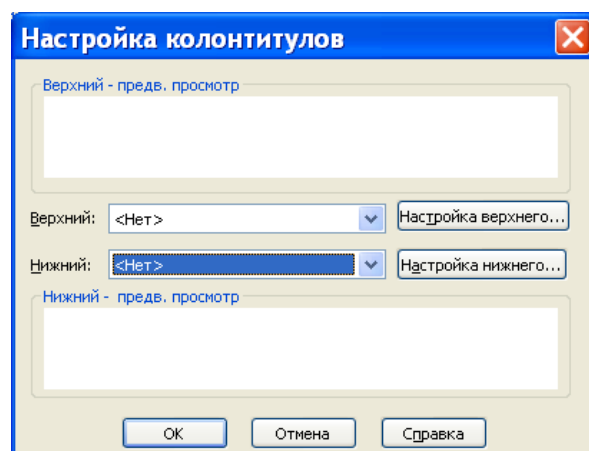 Настройка колонтитулов
Верхний - предв. просмотр
Верхний: <Нет> Настройка верхнего...
Нижний: <Нет> Настройка нижнего...
Нижний - предв. просмотр
OK Отмена Справка